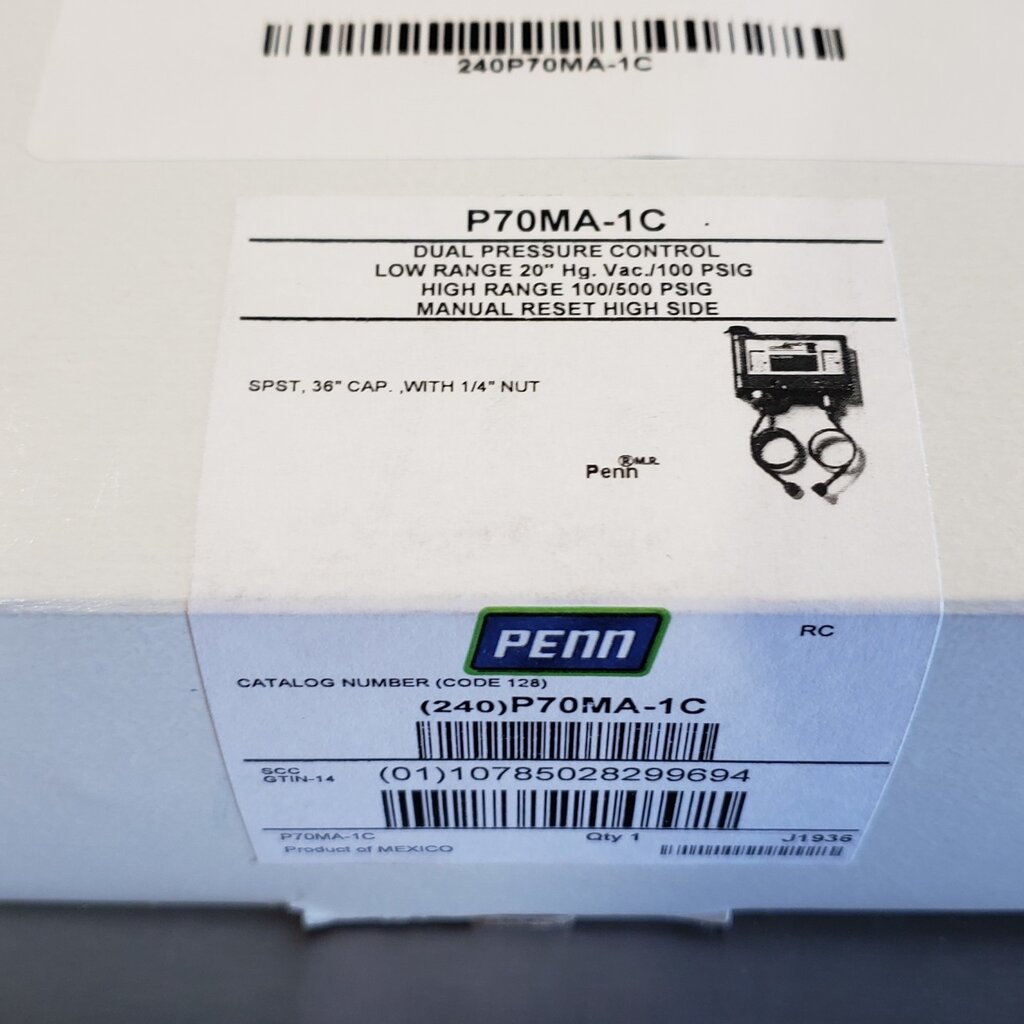 240P70MA-1C
P70MA-1C
DUAL PRESSURE CONTROL
LOW RANGE 20" Hg. Vac./100 PSIG
HIGH RANGE 100/500 PSIG
MANUAL RESET HIGH SIDE
SPST, 36" CAP. ,WITH 1/4" NUT
Penn ® M.R.
PENN
RC
CATALOG NUMBER (CODE 128)
(240)P70MA-1C
SCC
GTIN-14 (01)10785028299694
P70MA-1C Qty 1 J1936
Product of MEXICO